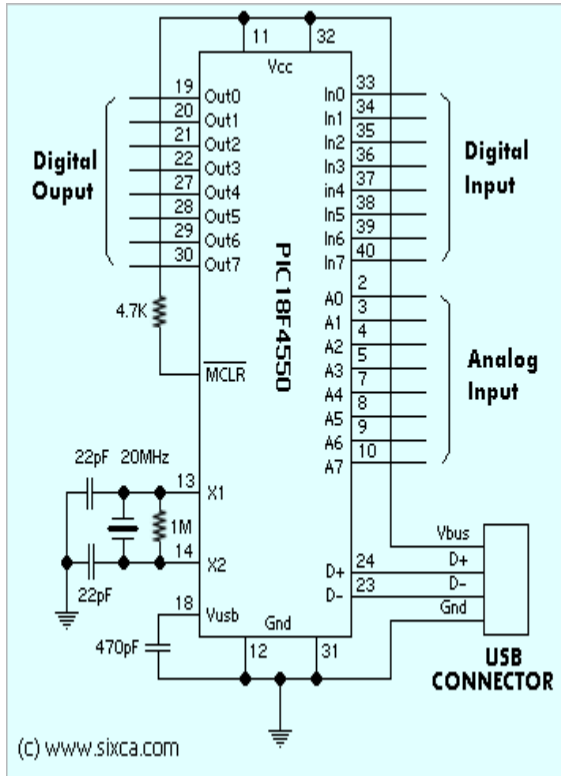 11 32
Vcc
19 Out0
20 Out1
21 Out2
22 Out3
27 Out4
28 Out5
29 Out6
30 Out7
Digital
Ouput
In0 33
In1 34
In2 35
In3 36
in4 37
In5 38
In6 39
In7 40
Digital
Input
A0 2
A1 3
A2 4
A3 5
A4 7
A5 8
A6 9
A7 10
Analog
Input
PIC18F4550
4.7K
MCLR
22pF 20MHz
13 X1
1M
14 X2
22pF
18 Vusb
470pF
Gnd
12 31
D+ 24
D- 23
Vbus
D+
D-
Gnd
USB
CONNECTOR
(c) www.sixca.com